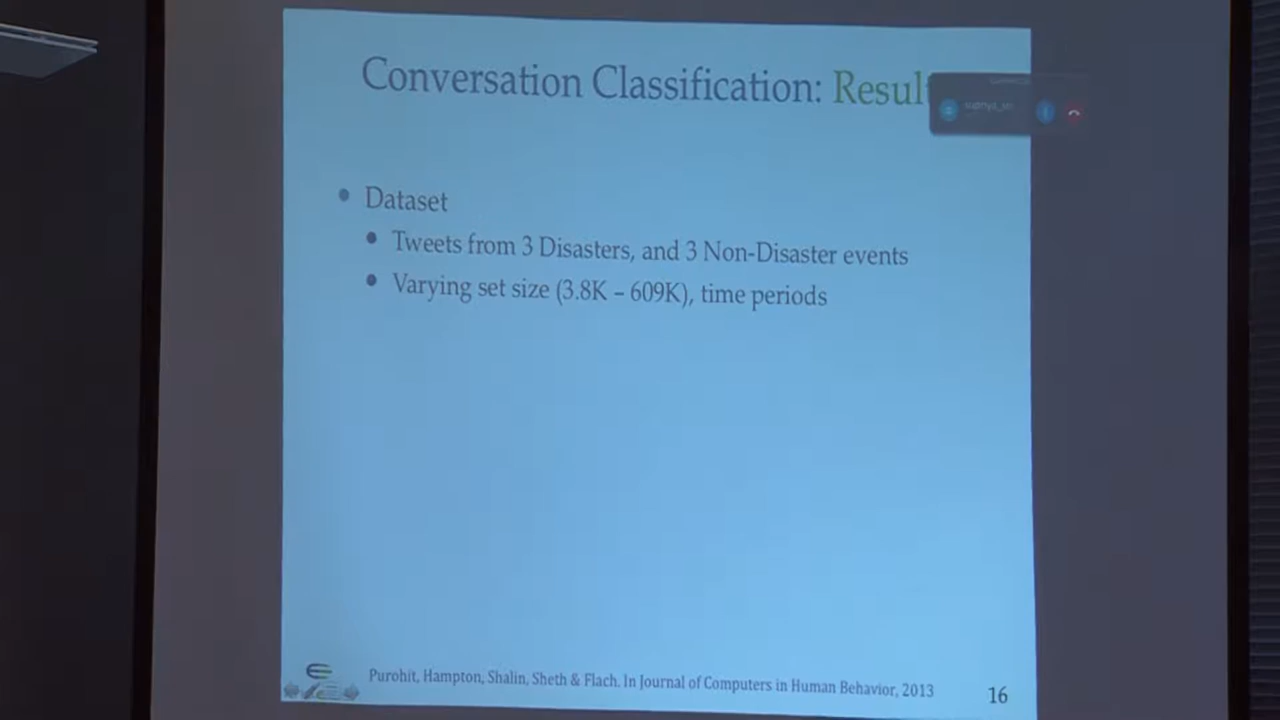 Conversation Classification: Resul
Dataset
Tweets from 3 Disasters, and 3 Non-Disaster events
Varying set size (3.8K – 609K), time periods
Purohit, Hampton, Shalin, Sheth & Flach. In Journal of Computers in Human Behavior, 2013
16